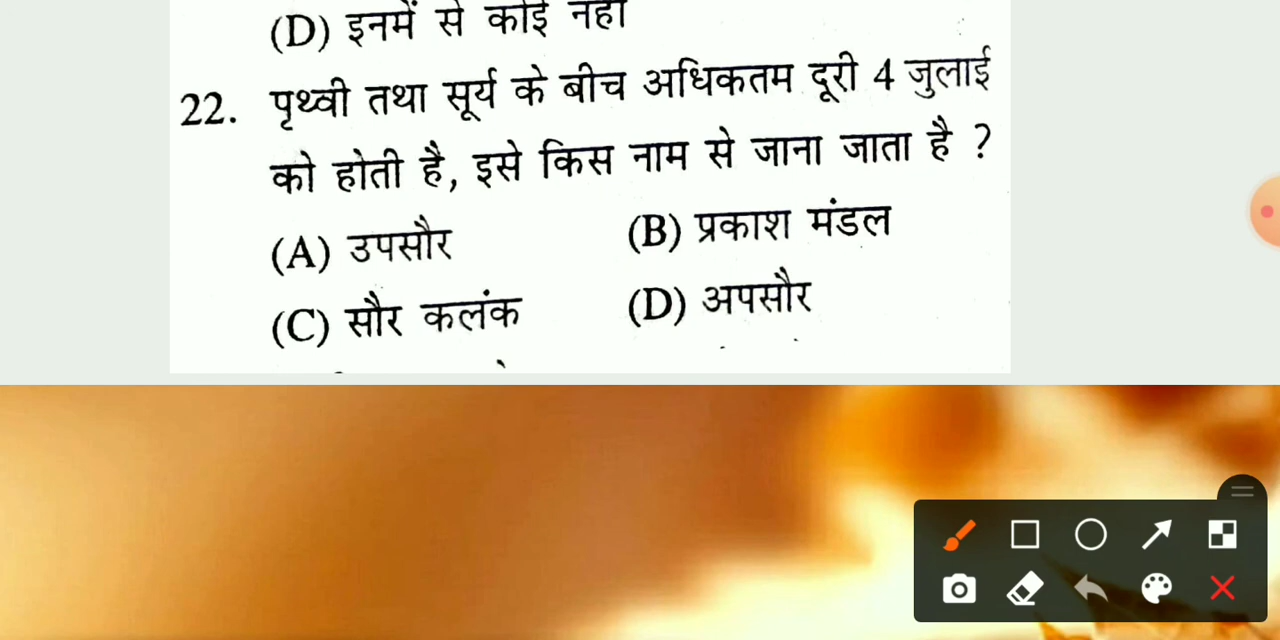 (D) इनमें से कोई नहीं
22. पृथ्वी तथा सूर्य के बीच अधिकतम दूरी 4 जुलाई
को होती है, इसे किस नाम से जाना जाता है ?
(A) उपसौर (B) प्रकाश मंडल
(C) सौर कलंक (D) अपसौर